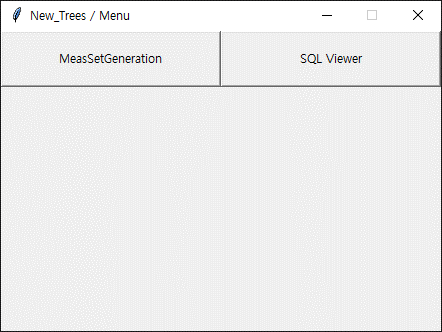 New_Trees / Menu
MeasSetGeneration
SQL Viewer